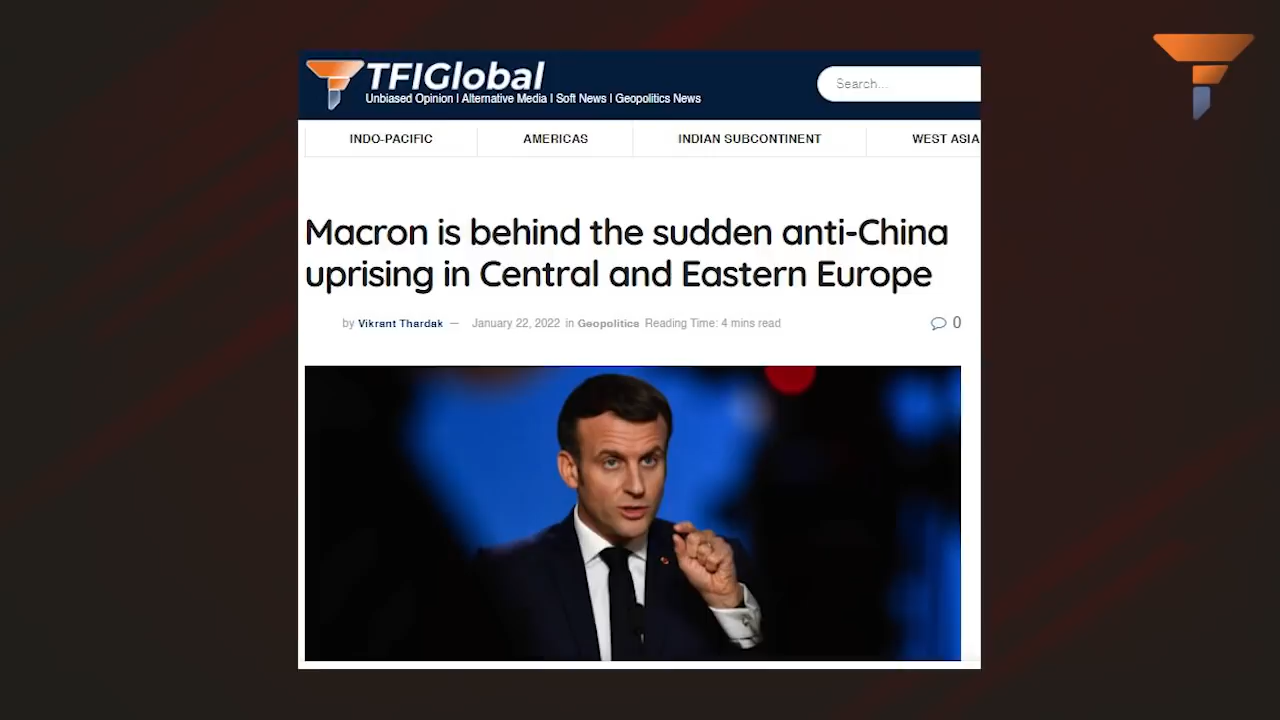 TFIGlobal
Unbiased Opinion I Alternative Media I Soft News I Geopolitics News
Search...
INDO-PACIFIC
AMERICAS
INDIAN SUBCONTINENT
WEST ASIA
Macron is behind the sudden anti-China
uprising in Central and Eastern Europe
by Vikrant Thardak — January 22, 2022 in Geopolitics Reading Time: 4 mins read
0